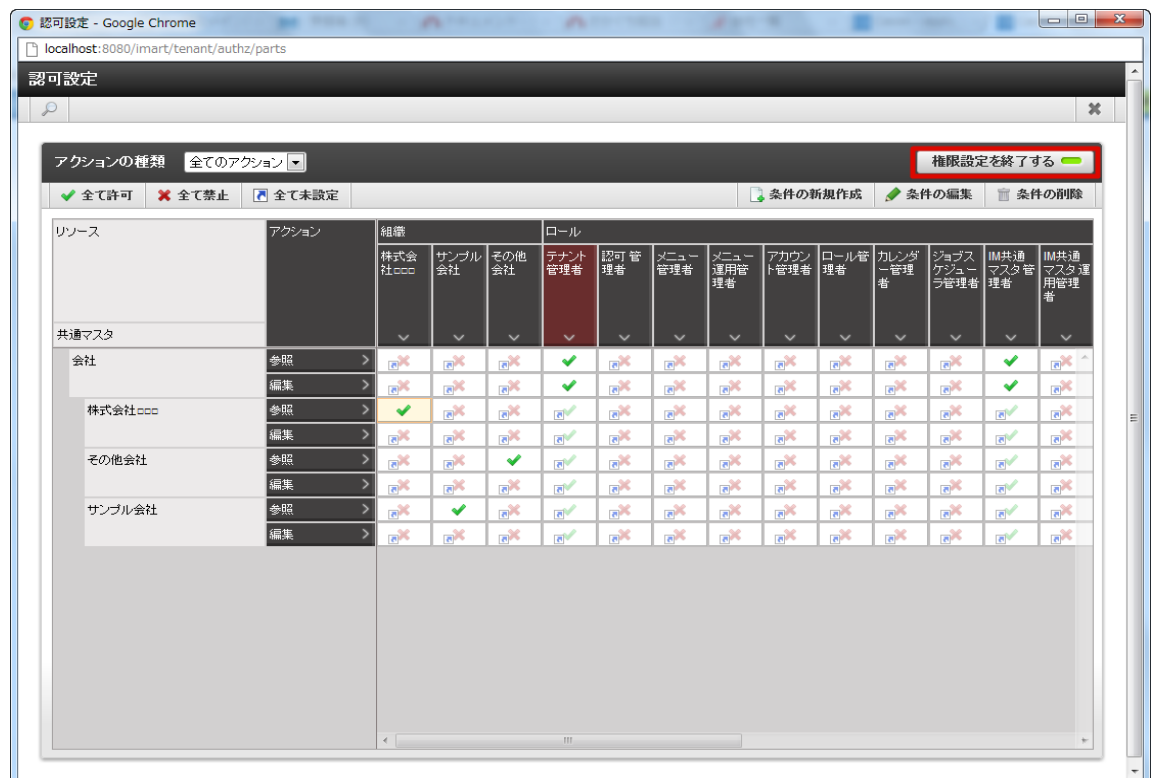 認可設定 - Google Chrome
localhost:8080/imart/tenant/authz/parts
認可設定
アクションの種類 全てのアクション 権限設定を終了する
全て許可 全て禁止 全て未設定 条件の新規作成 条件の編集 条件の削除
リソース アクション 組織 ロール
株式会社□□□ サンプル会社 その他会社 テナント管理者 認可管理者 メニュー管理者 メニュー運用管理者 アカウント管理者 ロール管理者 カレンダー管理者 ジョブスケジューラ管理者 IM共通マスタ管理者 IM共通マスタ運用管理者
共通マスタ
会社 参照
編集
株式会社□□□ 参照
編集
その他会社 参照
編集
サンプル会社 参照
編集